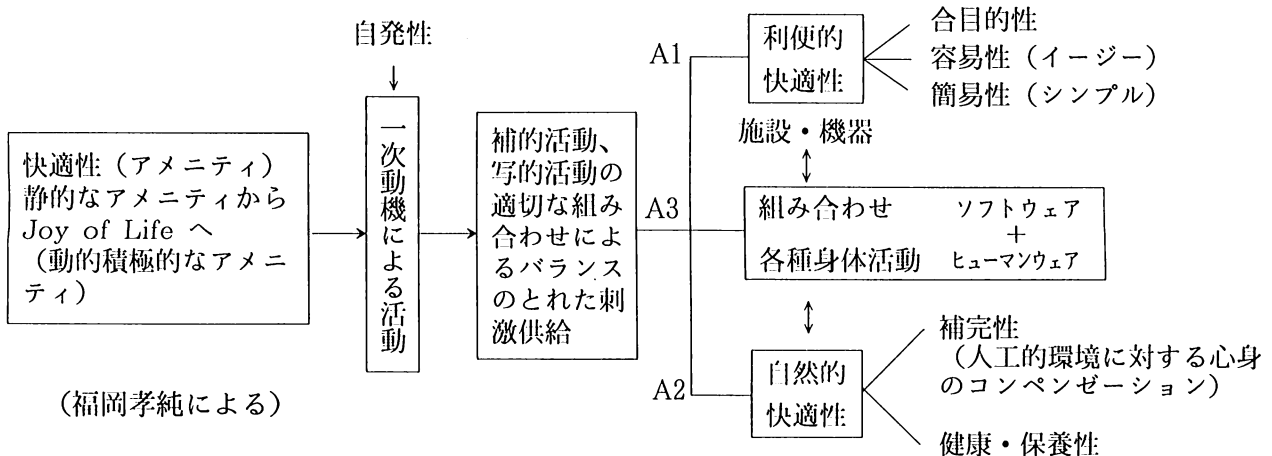 快適性（アメニティ）
静的なアメニティから
Joy of Life へ
（動的積極的なアメニ
ティ）
（福岡孝純による）
自発性
一次動機による活動
補的活動、
写的活動の
適切な組み
合わせによ
るバランス
のとれた刺
激供給
A1
利便的
快適性
合目的性
容易性（イージー）
簡易性（シンプル）
施設・機器
A3
組み合わせ　ソフトウェア
＋
各種身体活動　ヒューマンウェア
A2
自然的
快適性
補完性
（人工的環境に対する心身
のコンペンゼーション）
健康・保養性